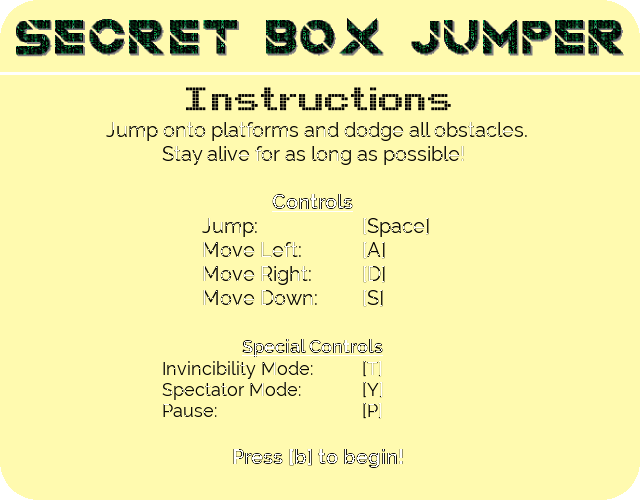 SECRET BOX JUMPER
Instructions
Jump onto platforms and dodge all obstacles.
Stay alive for as long as possible!
Controls
Jump: [Space]
Move Left: [A]
Move Right: [D]
Move Down: [S]
Special Controls
Invincibility Mode: [T]
Spectator Mode: [Y]
Pause: [P]
Press [b] to begin!